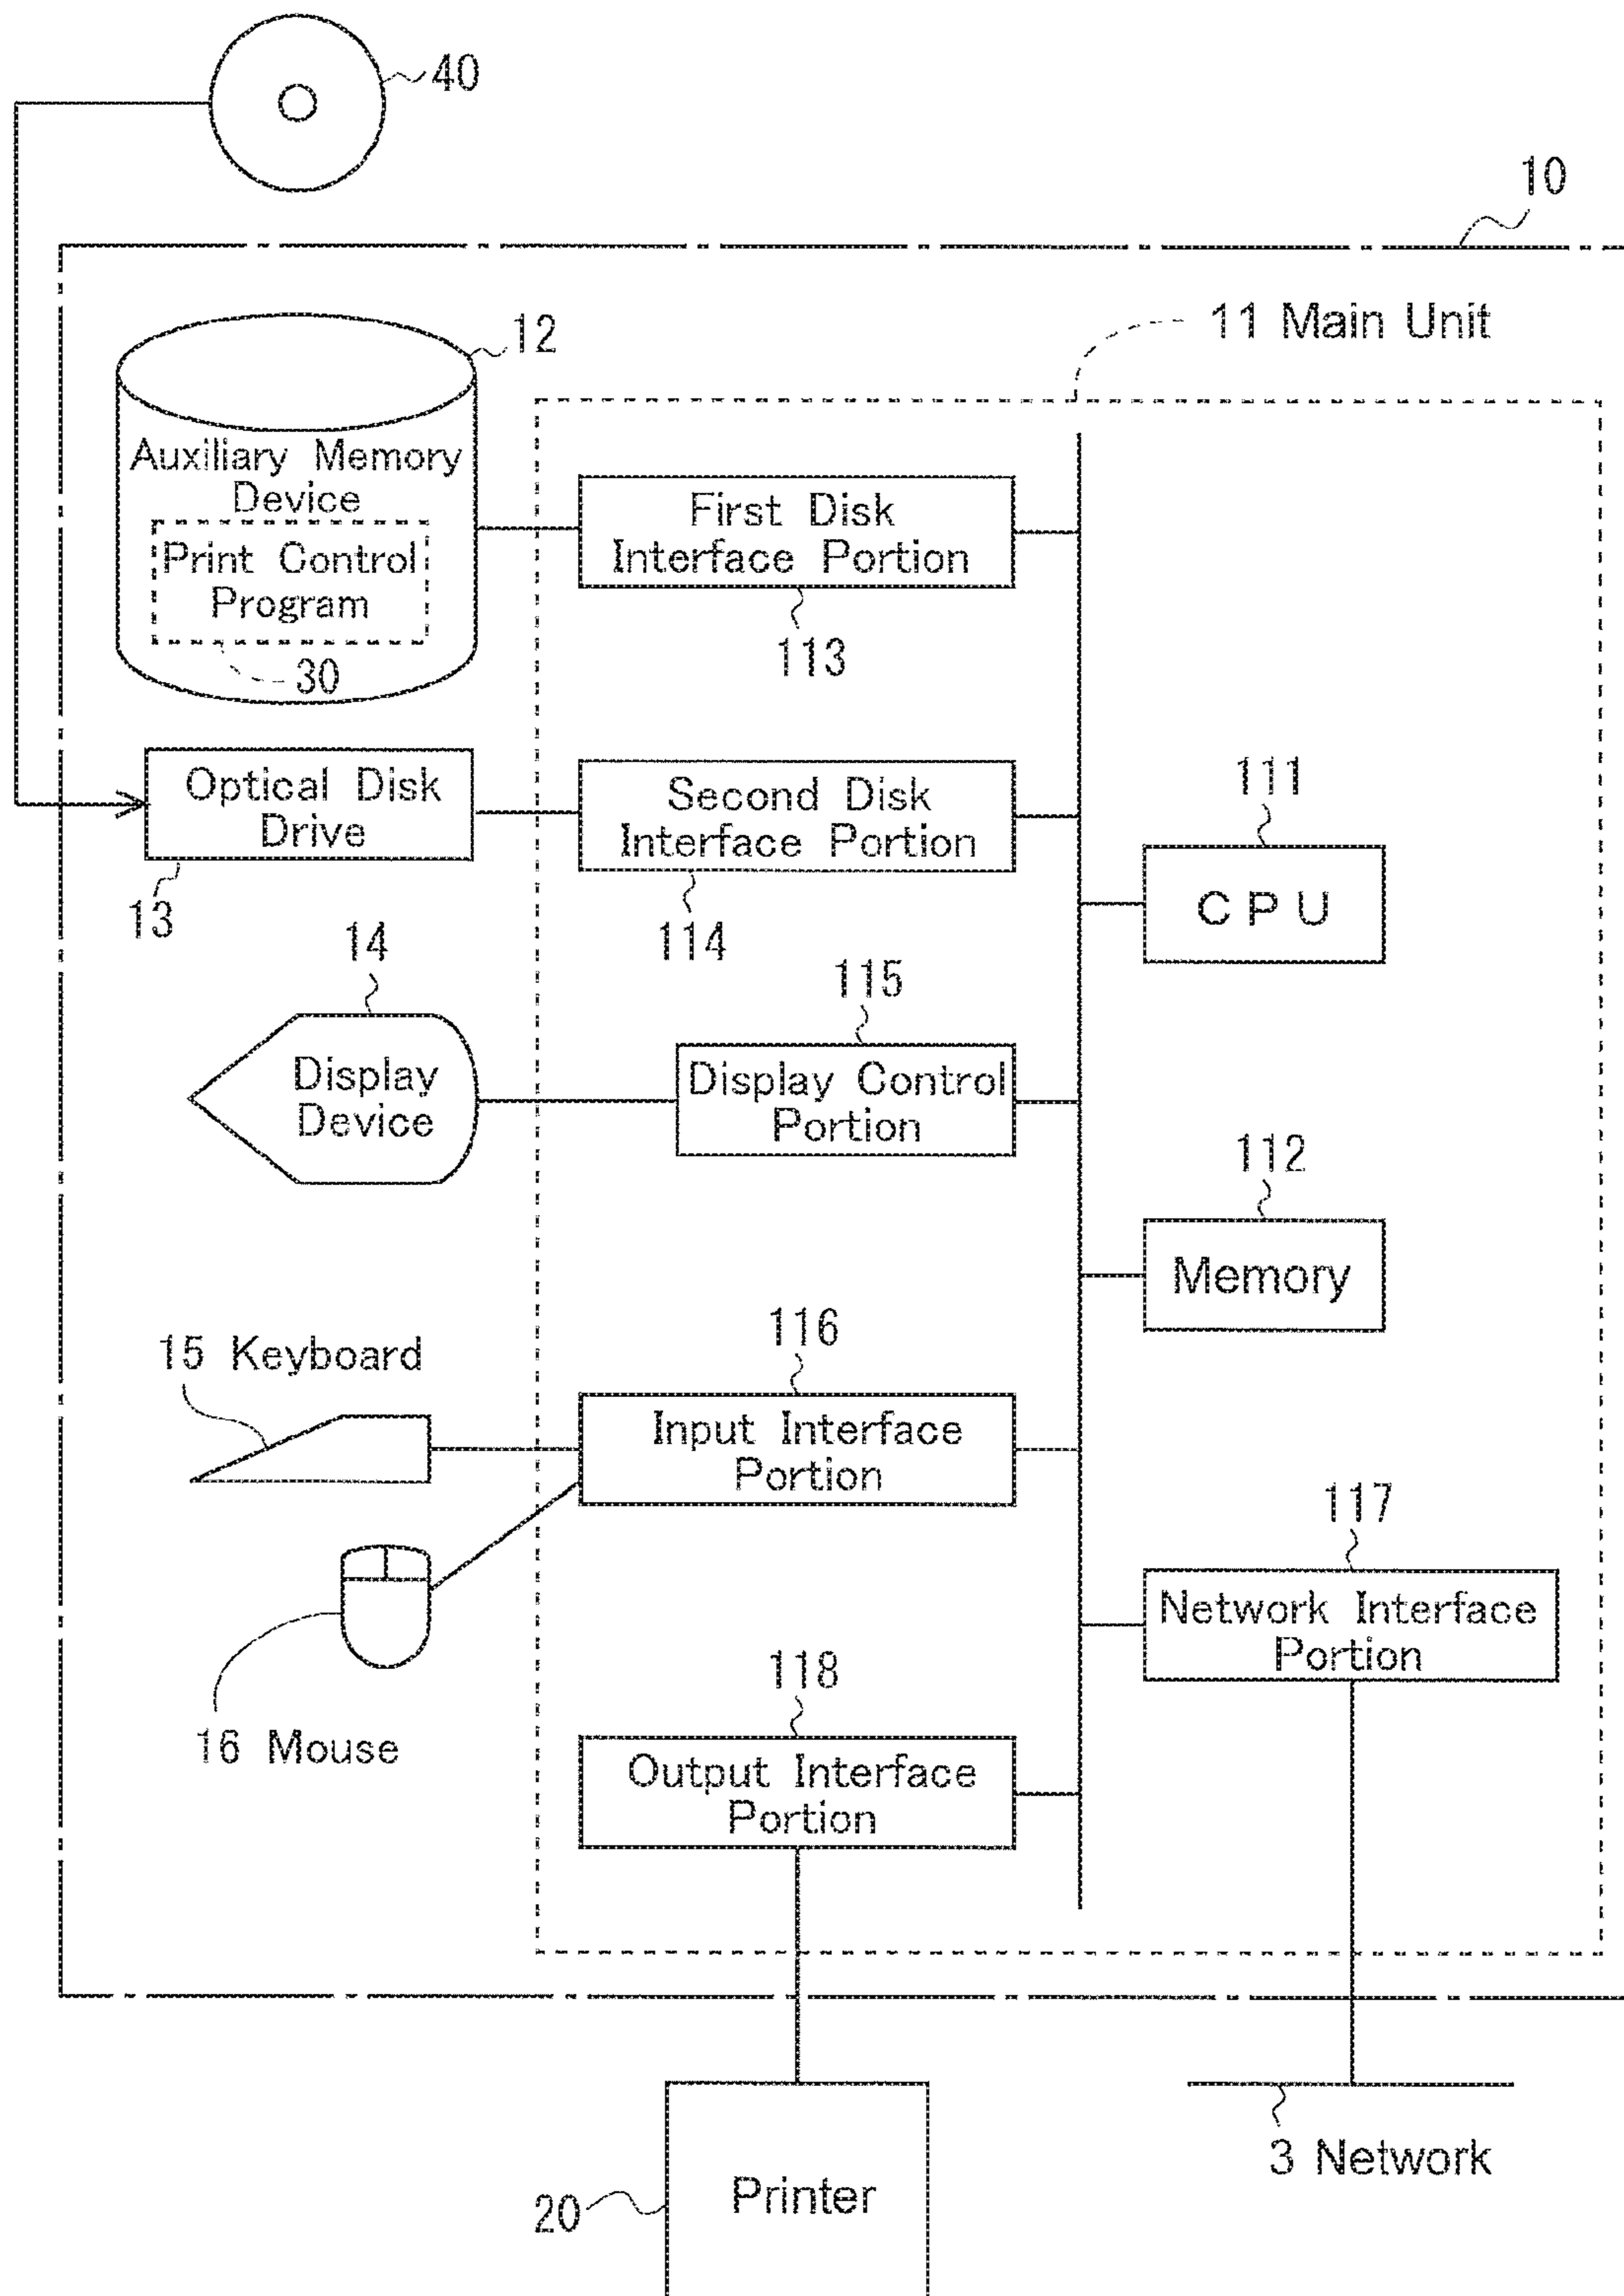 40
10
11 Main Unit
12
Auxiliary Memory
Device
Print Control
Program
30
First Disk
Interface Portion
113
Optical Disk
Drive
13
Second Disk
Interface Portion
114
111
CPU
14
Display
Device
115
Display Control
Portion
112
Memory
15 Keyboard
116
Input Interface
Portion
16 Mouse
117
Network Interface
Portion
118
Output Interface
Portion
20
Printer
3 Network